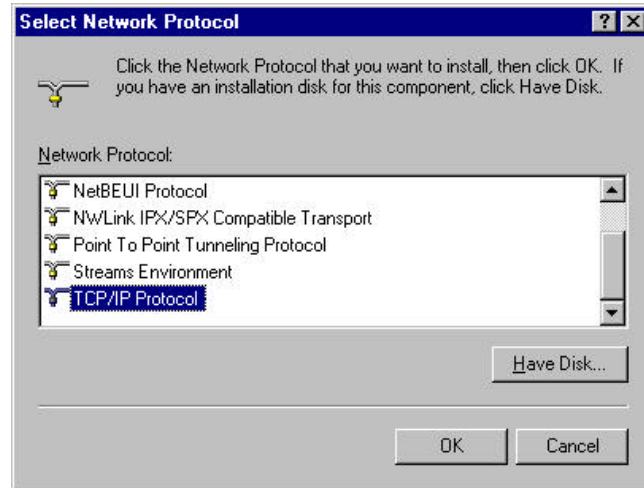 Select Network Protocol
Click the Network Protocol that you want to install, then click OK. If
you have an installation disk for this component, click Have Disk.
Network Protocol:
NetBEUI Protocol
NWLink IPX/SPX Compatible Transport
Point To Point Tunneling Protocol
Streams Environment
TCP/IP Protocol
Have Disk...
OK Cancel